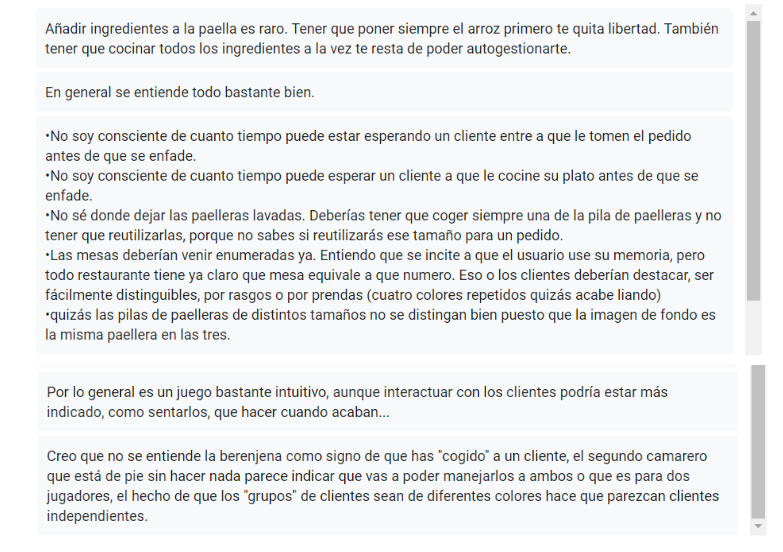 Añadir ingredientes a la paella es raro. Tener que poner siempre el arroz primero te quita libertad. También
tener que cocinar todos los ingredientes a la vez te resta de poder autogestionarte.
En general se entiende todo bastante bien.
•No soy consciente de cuanto tiempo puede estar esperando un cliente entre a que le tomen el pedido
antes de que se enfade.
•No soy consciente de cuanto tiempo puede esperar un cliente a que le cocine su plato antes de que se
enfade.
•No sé donde dejar las paelleras lavadas. Deberías tener que coger siempre una de la pila de paelleras y no
tener que reutilizarlas, porque no sabes si reutilizarás ese tamaño para un pedido.
•Las mesas deberían venir enumeradas ya. Entiendo que se incite a que el usuario use su memoria, pero
todo restaurante tiene ya claro que mesa equivale a que numero. Eso o los clientes deberían destacar, ser
fácilmente distinguibles, por rasgos o por prendas (cuatro colores repetidos quizás acabe liando)
•quizás las pilas de paelleras de distintos tamaños no se distingan bien puesto que la imagen de fondo es
la misma paellera en las tres.
Por lo general es un juego bastante intuitivo, aunque interactuar con los clientes podría estar más
indicado, como sentarlos, que hacer cuando acaban...
Creo que no se entiende la berenjena como signo de que has "cogido" a un cliente, el segundo camarero
que está de pie sin hacer nada parece indicar que vas a poder manejarlos a ambos o que es para dos
jugadores, el hecho de que los "grupos" de clientes sean de diferentes colores hace que parezcan clientes
independientes.